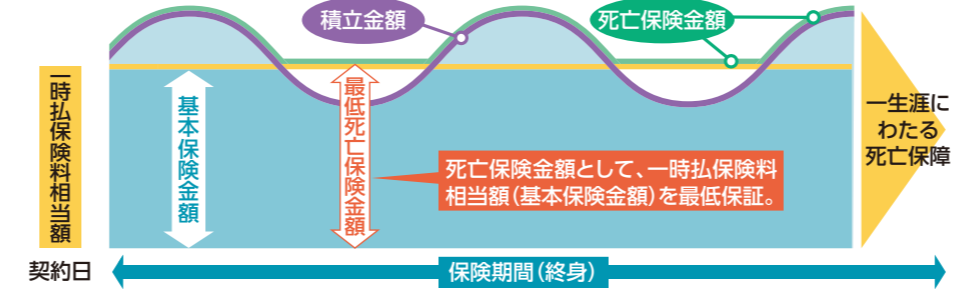 積立金額
死亡保険金額
一時払保険料相当額
基本保険金額
最低死亡保険金額
死亡保険金額として、一時払保険料
相当額(基本保険金額)を最低保証。
一生涯に
わたる
死亡保障
契約日
保険期間(終身)